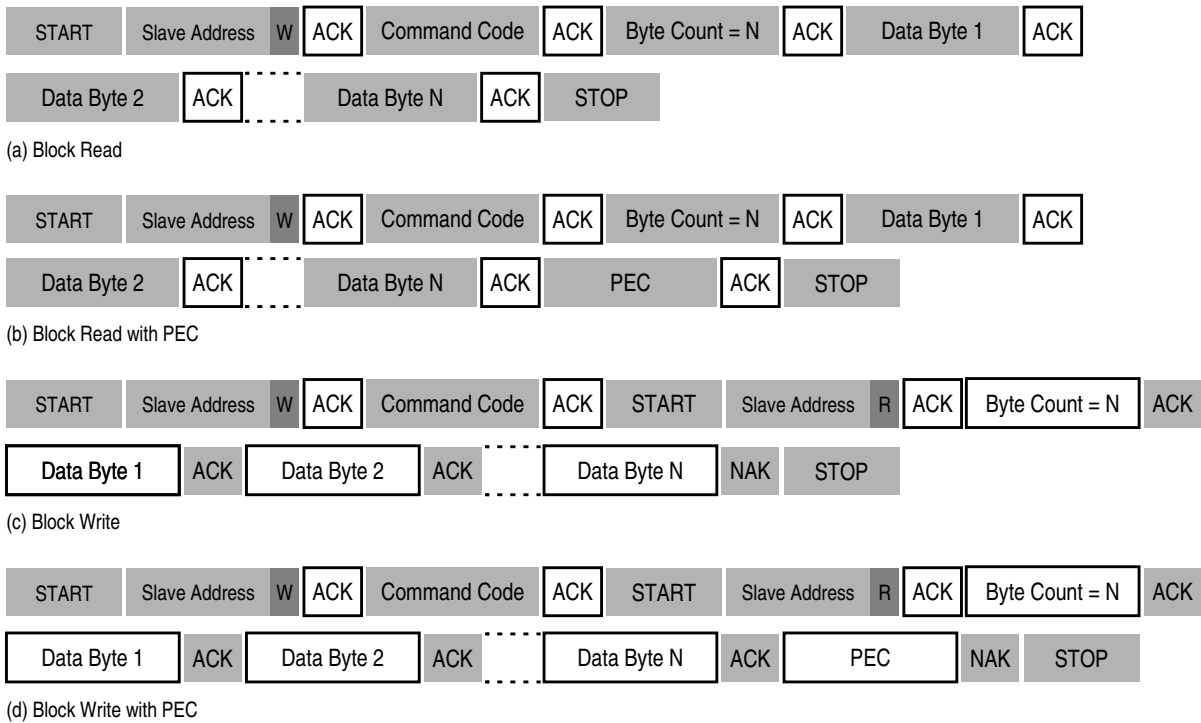 START Slave Address W ACK Command Code ACK Byte Count = N ACK Data Byte 1 ACK
Data Byte 2 ACK Data Byte N ACK STOP
(a) Block Read
START Slave Address W ACK Command Code ACK Byte Count = N ACK Data Byte 1 ACK
Data Byte 2 ACK Data Byte N ACK PEC ACK STOP
(b) Block Read with PEC
START Slave Address W ACK Command Code ACK START Slave Address R ACK Byte Count = N ACK
Data Byte 1 ACK Data Byte 2 ACK Data Byte N NAK STOP
(c) Block Write
START Slave Address W ACK Command Code ACK START Slave Address R ACK Byte Count = N ACK
Data Byte 1 ACK Data Byte 2 ACK Data Byte N ACK PEC NAK STOP
(d) Block Write with PEC